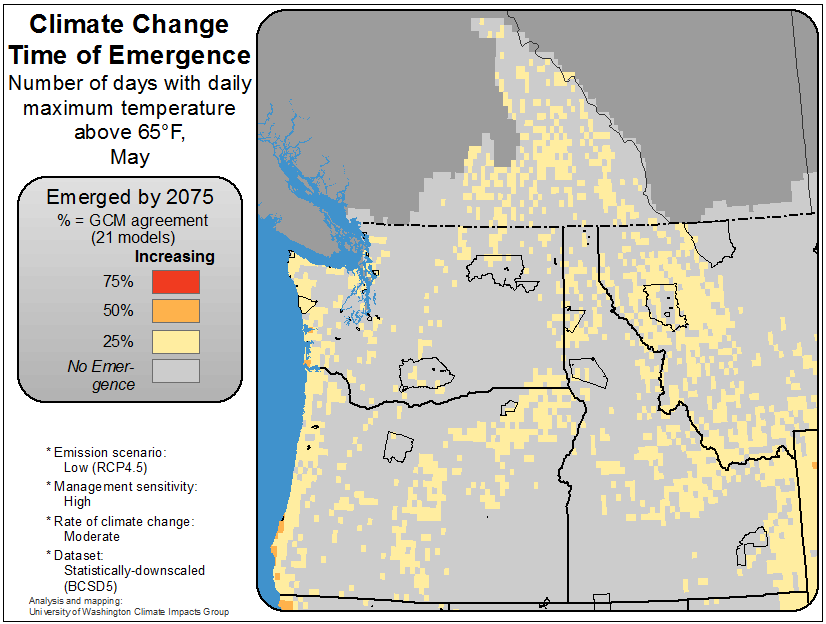 Climate Change
Time of Emergence
Number of days with daily
maximum temperature
above 65°F,
May
Emerged by 2075
% = GCM agreement
(21 models)
Increasing
75%
50%
25%
No Emer-
gence
* Emission scenario:
Low (RCP4.5)
* Management sensitivity:
High
* Rate of climate change:
Moderate
* Dataset:
Statistically-downscaled
(BCSD5)
Analysis and mapping:
University of Washington Climate Impacts Group